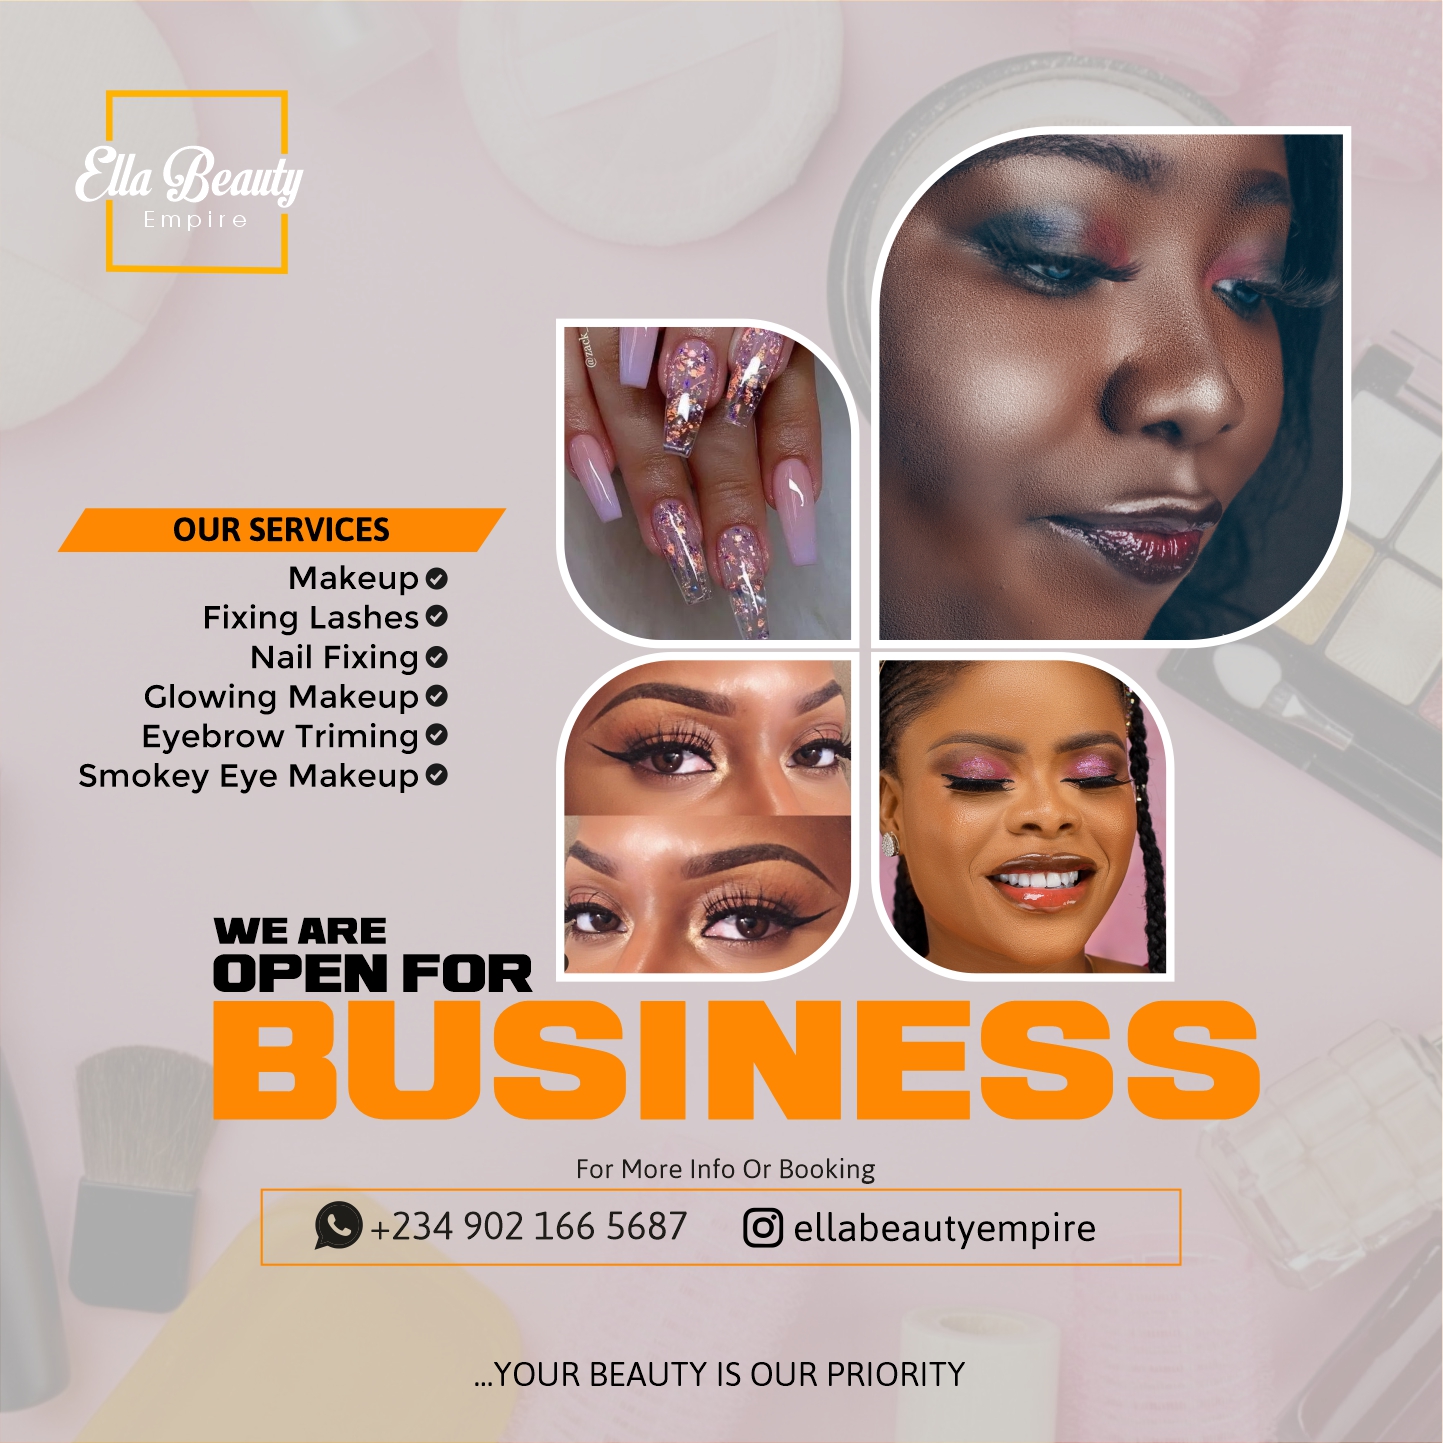 Ella Beauty
Empire
@zack_
OUR SERVICES
Makeup
Fixing Lashes
Nail Fixing
Glowing Makeup
Eyebrow Triming
Smokey Eye Makeup
WE ARE
OPEN FOR
BUSINESS
For More Info Or Booking
+234 902 166 5687 ellabeautyempire
...YOUR BEAUTY IS OUR PRIORITY